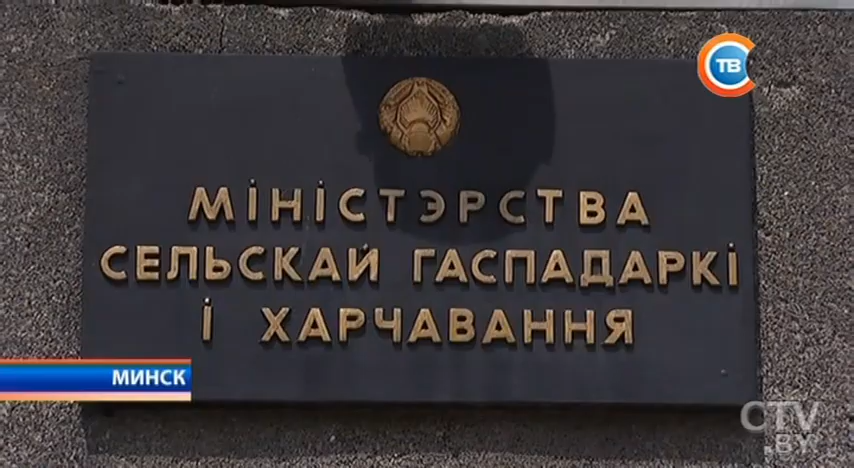 ТВ
МІНІСТЭРСТВА
СЕЛЬСКАЙ ГАСПАДАРКІ
І ХАРЧАВАННЯ
МИНСК
CTV
.BY